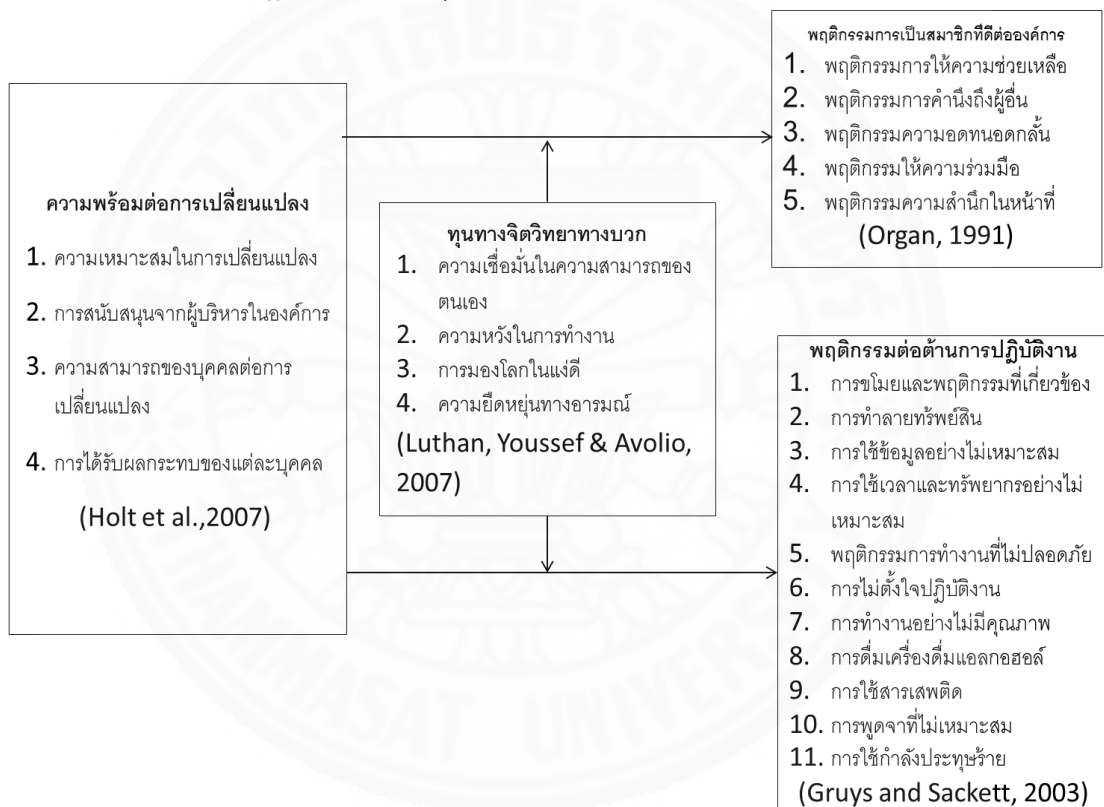 ความพร้อมต่อการเปลี่ยนแปลง
1. ความเหมาะสมในการเปลี่ยนแปลง
2. การสนับสนุนจากผู้บริหารในองค์การ
3. ความสามารถของบุคคลต่อการ
เปลี่ยนแปลง
4. การได้รับผลกระทบของแต่ละบุคคล
(Holt et al.,2007)
ทุนทางจิตวิทยาทางบวก
1. ความเชื่อมั่นในความสามารถของ
ตนเอง
2. ความหวังในการทำงาน
3. การมองโลกในแง่ดี
4. ความยืดหยุ่นทางอารมณ์
(Luthan, Youssef & Avolio,
2007)
พฤติกรรมการเป็นสมาชิกที่ดีต่อองค์การ
1. พฤติกรรมการให้ความช่วยเหลือ
2. พฤติกรรมการคำนึงถึงผู้อื่น
3. พฤติกรรมความอดทนอดกลั้น
4. พฤติกรรมให้ความร่วมมือ
5. พฤติกรรมความสำนึกในหน้าที่
(Organ, 1991)
พฤติกรรมต่อต้านการปฏิบัติงาน
1. การขโมยและพฤติกรรมที่เกี่ยวข้อง
2. การทำลายทรัพย์สิน
3. การใช้ข้อมูลอย่างไม่เหมาะสม
4. การใช้เวลาและทรัพยากรอย่างไม่
เหมาะสม
5. พฤติกรรมการทำงานที่ไม่ปลอดภัย
6. การไม่ตั้งใจปฏิบัติงาน
7. การทำงานอย่างไม่มีคุณภาพ
8. การดื่มเครื่องดื่มแอลกอฮอล์
9. การใช้สารเสพติด
10. การพูดจาที่ไม่เหมาะสม
11. การใช้กำลังประทุษร้าย
(Gruys and Sackett, 2003)